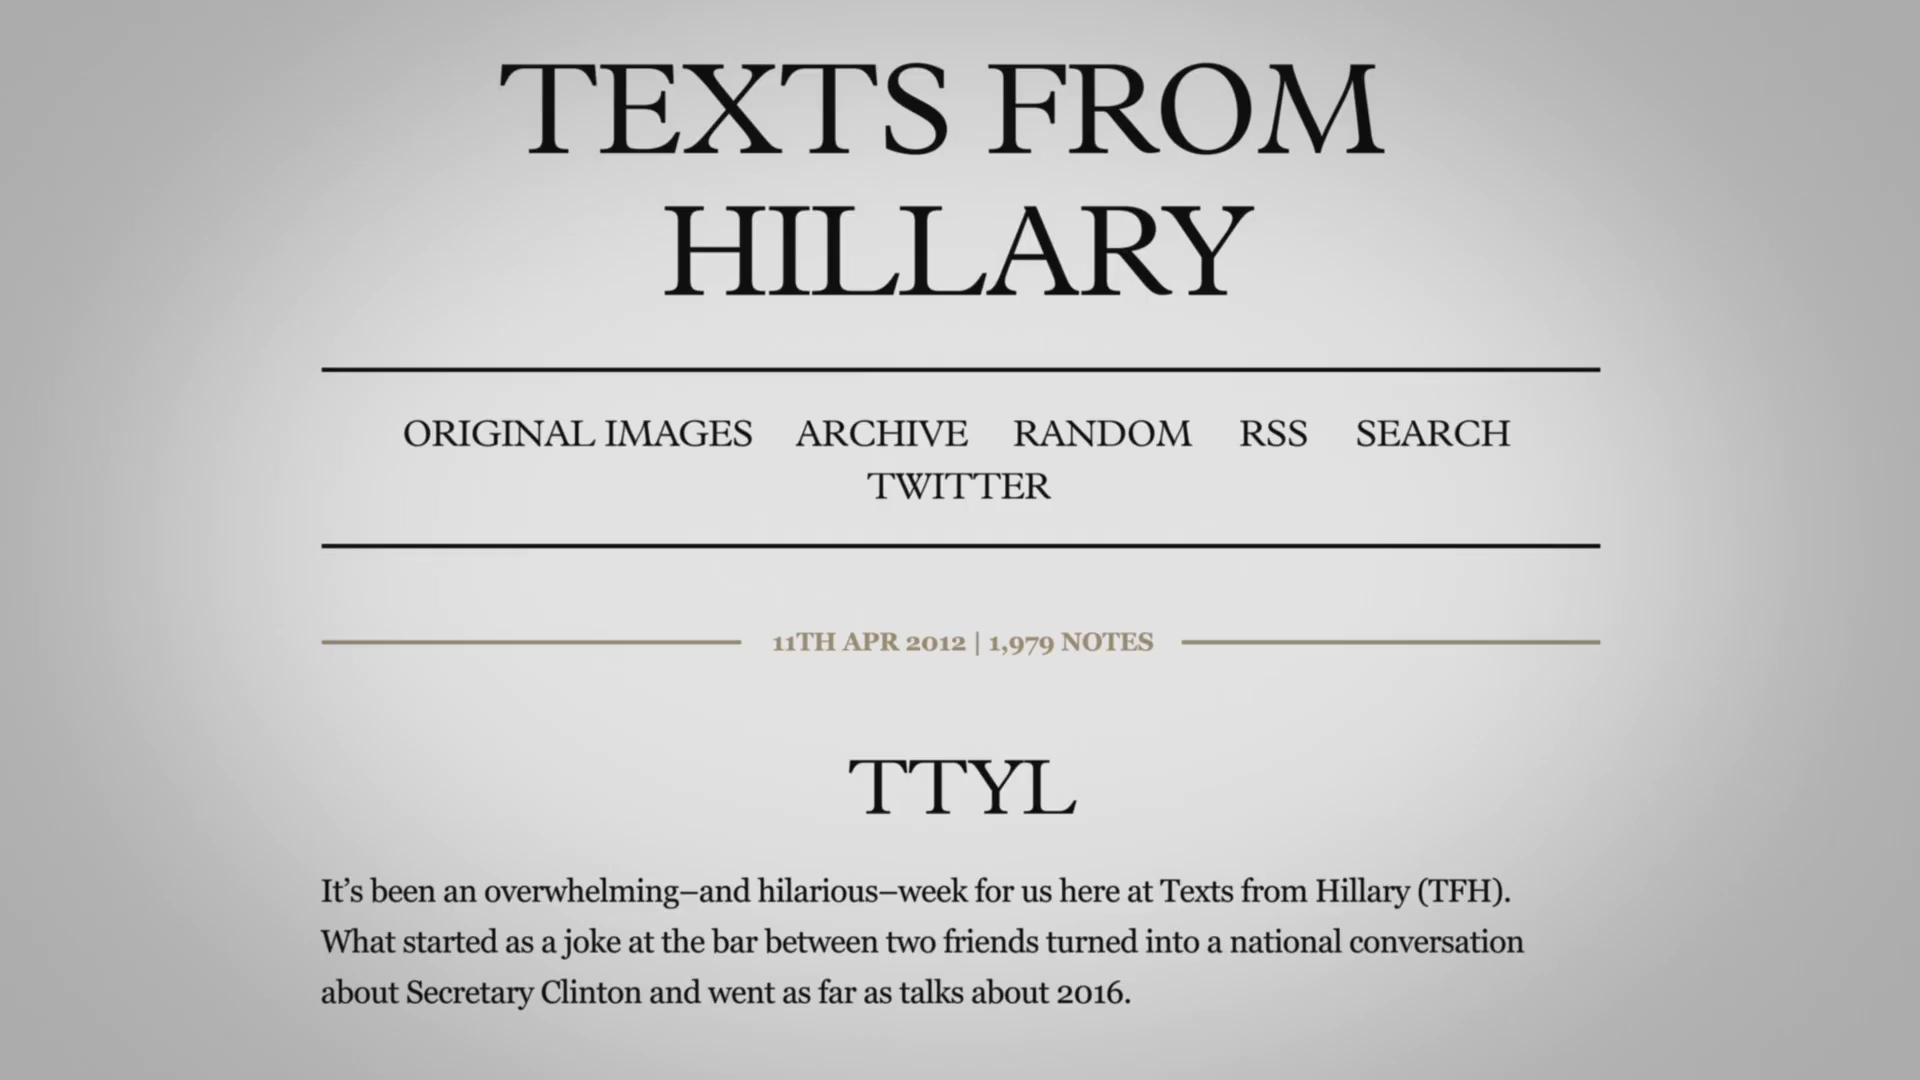 TEXTS FROM
HILLARY
ORIGINAL IMAGES ARCHIVE RANDOM RSS SEARCH
TWITTER
11TH APR 2012 | 1,979 NOTES
TTYL
It’s been an overwhelming–and hilarious–week for us here at Texts from Hillary (TFH).
What started as a joke at the bar between two friends turned into a national conversation
about Secretary Clinton and went as far as talks about 2016.